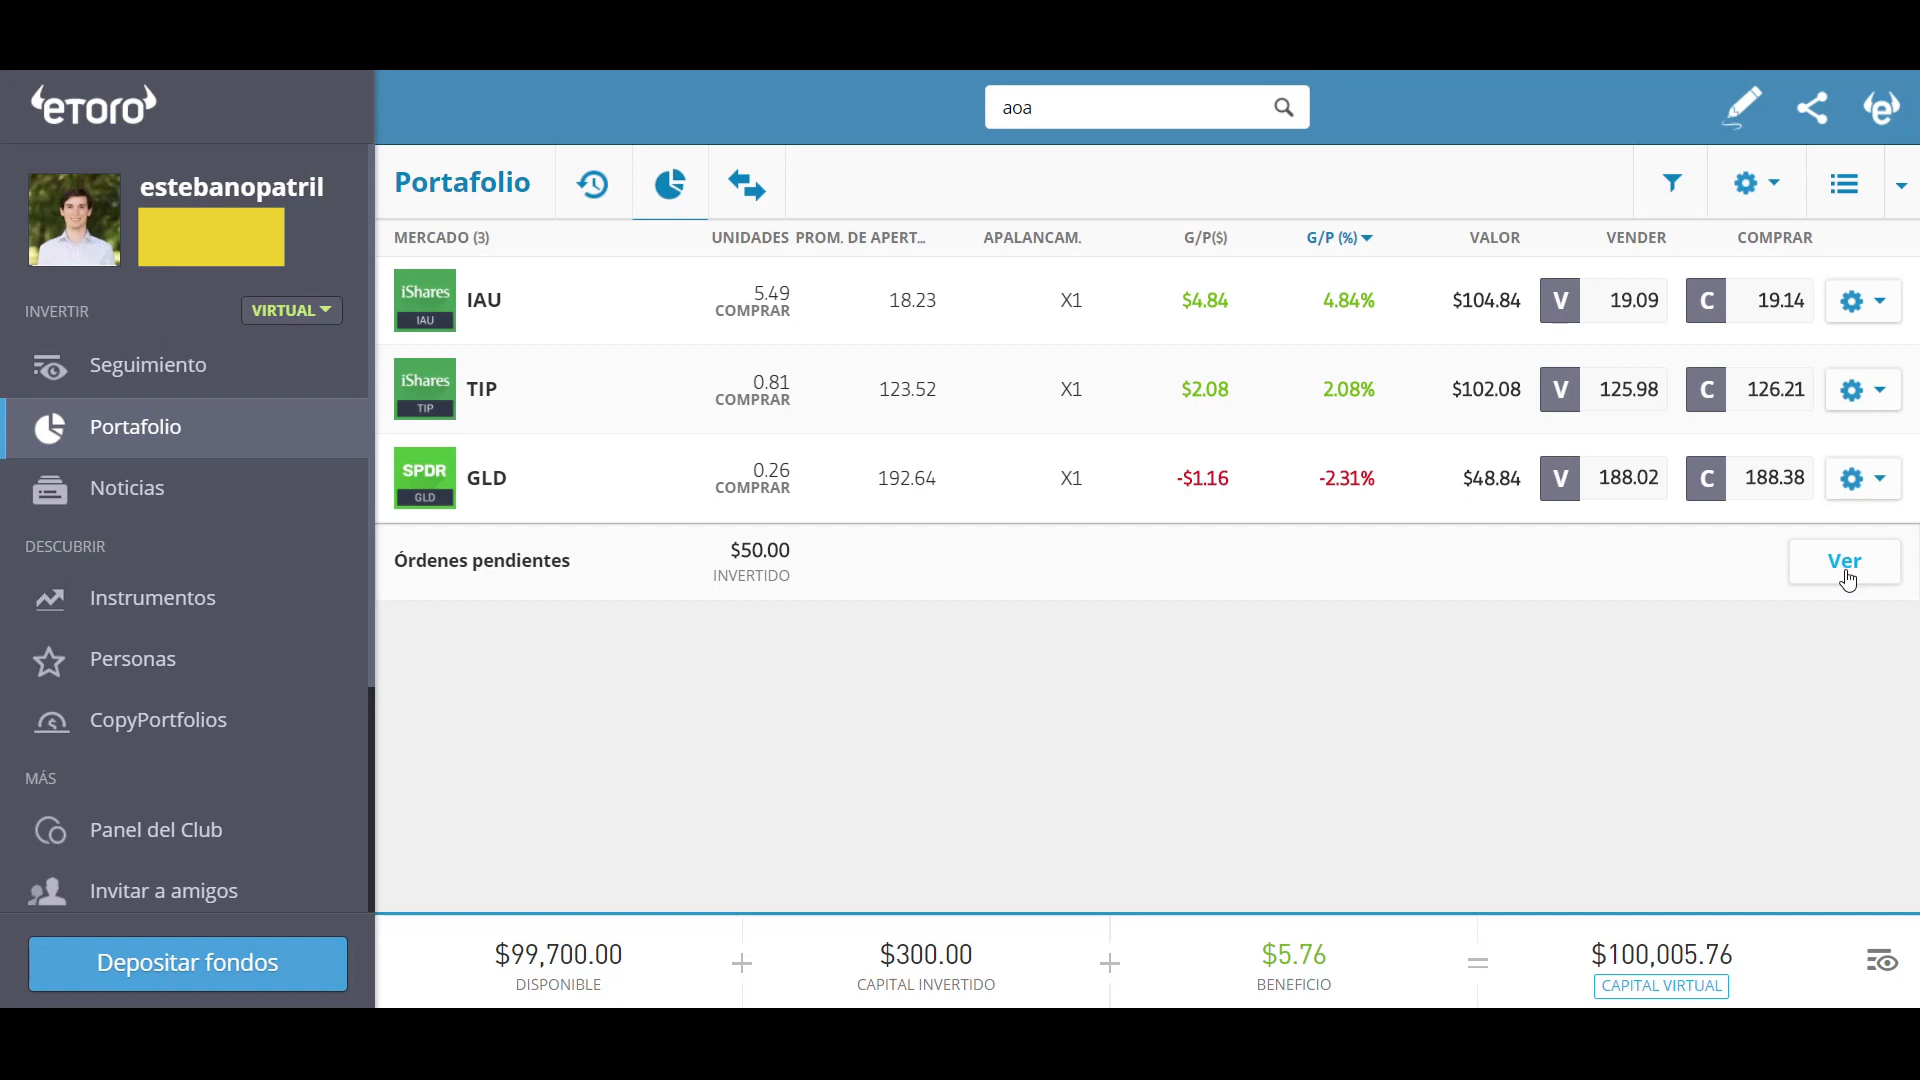 etoro
aoa
estebanopatril
INVERTIR
VIRTUAL
Seguimiento
Portafolio
Noticias
DESCUBRIR
Instrumentos
Personas
CopyPortfolios
MÁS
Panel del Club
Invitar a amigos
Depositar fondos
Portafolio
MERCADO (3) UNIDADES PROM. DE APERT... APALANCAM. G/P($) G/P (%) VALOR VENDER COMPRAR
iShares IAU IAU 5.49 COMPRAR 18.23 X1 $4.84 4.84% $104.84 V 19.09 C 19.14
iShares TIP TIP 0.81 COMPRAR 123.52 X1 $2.08 2.08% $102.08 V 125.98 C 126.21
SPDR GLD GLD 0.26 COMPRAR 192.64 X1 -$1.16 -2.31% $48.84 V 188.02 C 188.38
Órdenes pendientes $50.00 INVERTIDO Ver
$99,700.00 + $300.00 + $5.76 = $100,005.76
DISPONIBLE CAPITAL INVERTIDO BENEFICIO CAPITAL VIRTUAL